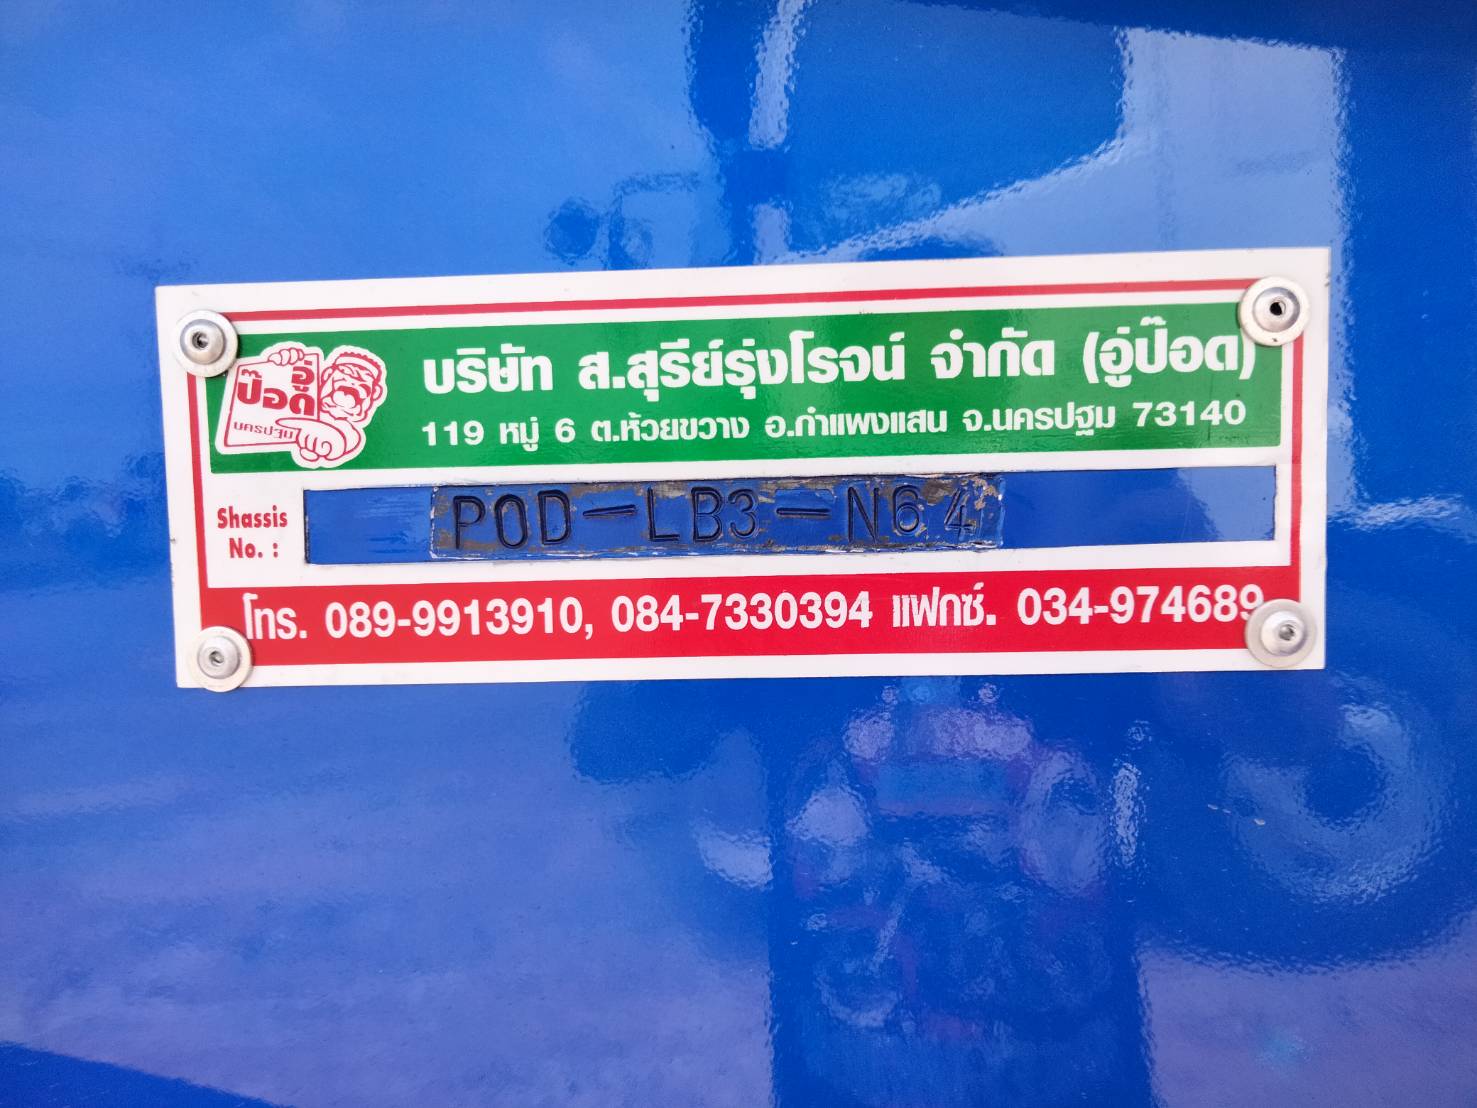 อู่
ป๊อด
นครปฐม
บริษัท ส.สุรีย์รุ่งโรจน์ จำกัด (อู่ป๊อด)
119 หมู่ 6 ต.ห้วยขวาง อ.กำแพงแสน จ.นครปฐม 73140
Shassis No. : POD-LB3-N64
โทร. 089-9913910, 084-7330394 แฟกซ์. 034-974689